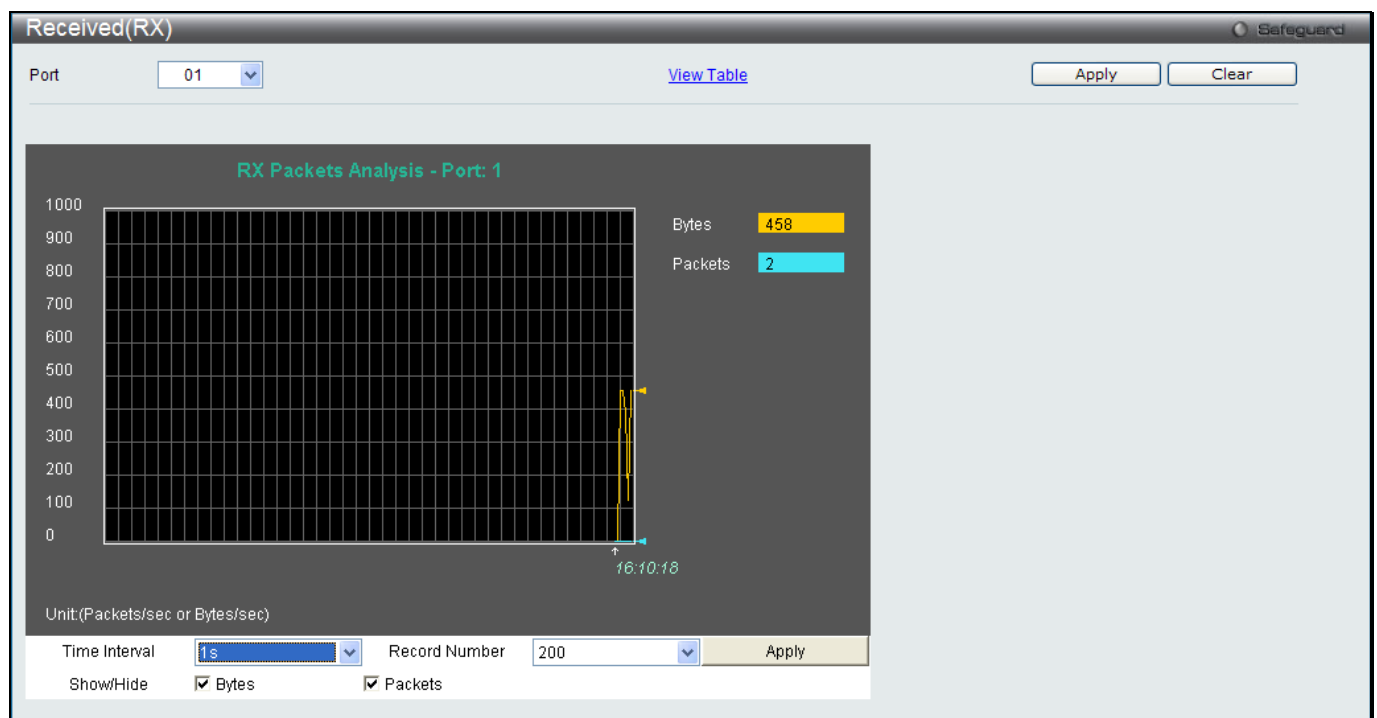 Received(RX) Safeguard
Port 01 View Table Apply Clear
RX Packets Analysis - Port: 1
1000
900
800
700
600
500
400
300
200
100
0
Bytes 458
Packets 2
16:10:18
Unit:(Packets/sec or Bytes/sec)
Time Interval 1s Record Number 200 Apply
Show/Hide Bytes Packets